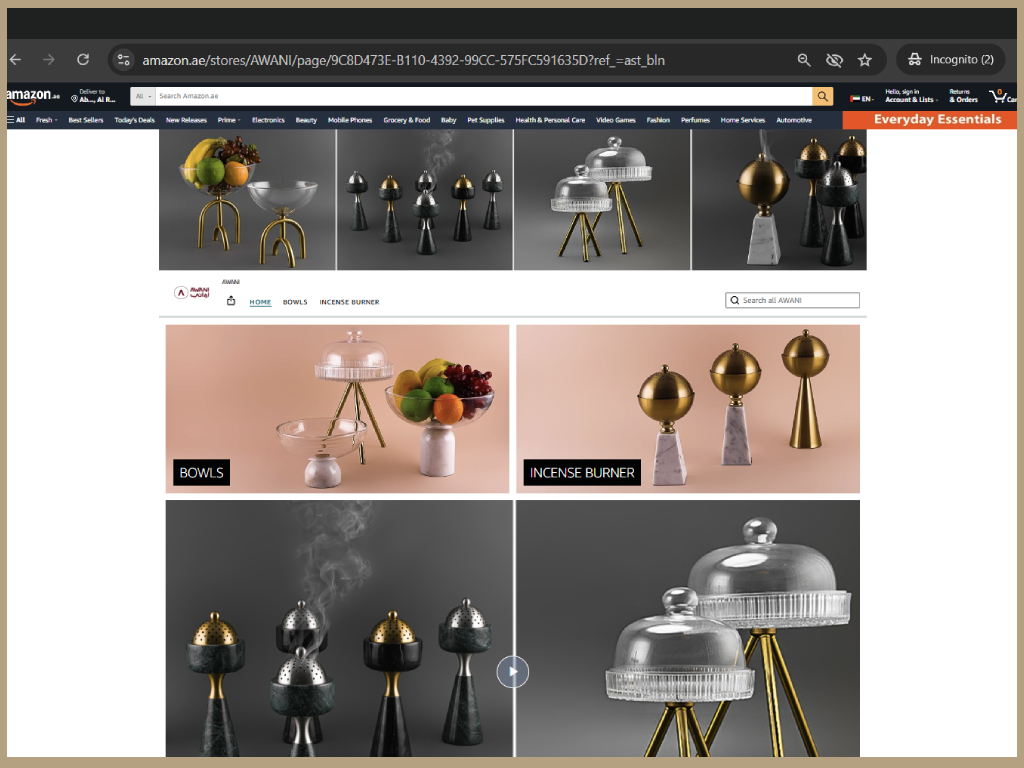 amazon.ae/stores/AWANI/page/9C8D473E-B110-4392-99CC-575FC591635D?ref_=ast_bln
Incognito (2)
amazon.ae
Deliver to
Ab..., Al R...
All
Search Amazon.ae
EN
Hello, sign in
Account & Lists
Returns
& Orders
0
Car
All Fresh Best Sellers Today's Deals New Releases Prime Electronics Beauty Mobile Phones Grocery & Food Baby Pet Supplies Health & Personal Care Video Games Fashion Perfumes Home Services Automotive
Everyday Essentials
AWANI
AWANI
أواني
HOME BOWLS INCENSE BURNER
Search all AWANI
BOWLS
INCENSE BURNER